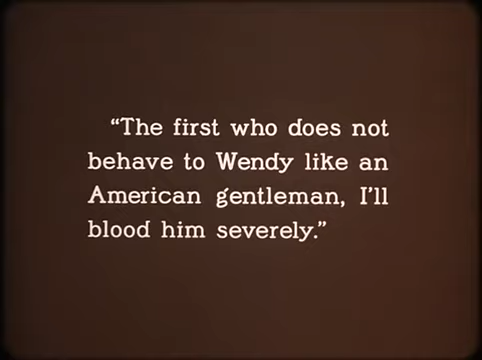 “The first who does not
behave to Wendy like an
American gentleman, I’ll
blood him severely.”